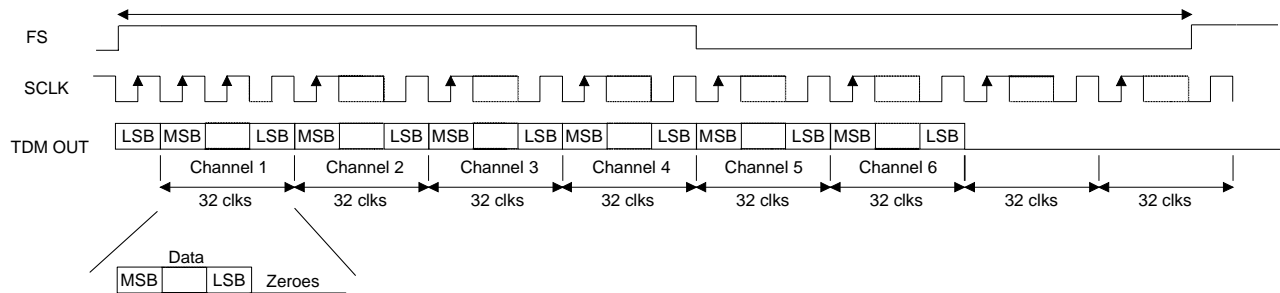 FS
SCLK
TDM OUT
LSB MSB LSB MSB LSB MSB LSB MSB LSB MSB LSB MSB LSB
Channel 1 Channel 2 Channel 3 Channel 4 Channel 5 Channel 6
32 clks 32 clks 32 clks 32 clks 32 clks 32 clks 32 clks 32 clks
Data
MSB LSB Zeroes